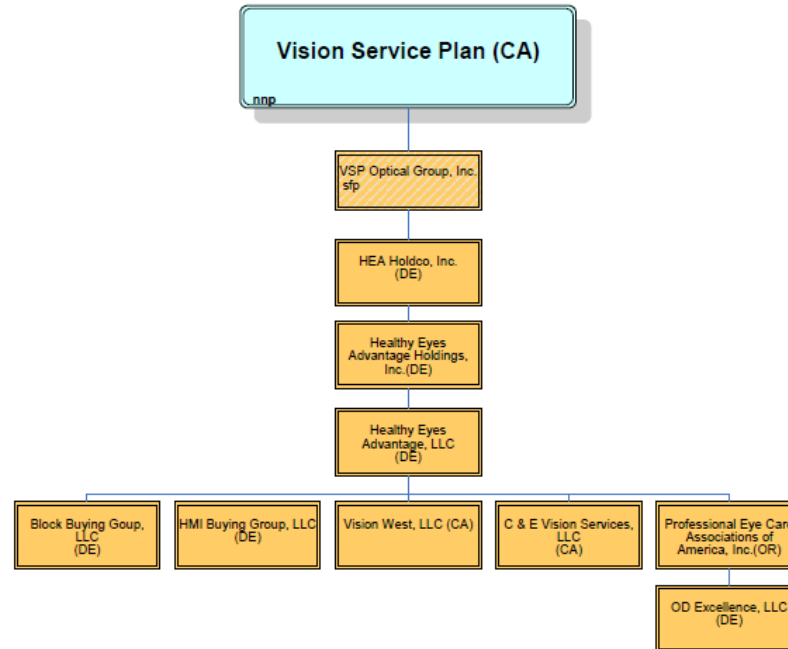 Vision Service Plan (CA)
nnp
VSP Optical Group, Inc.
sfp
HEA Holdco, Inc.
(DE)
Healthy Eyes
Advantage Holdings,
Inc.(DE)
Healthy Eyes
Advantage, LLC
(DE)
Block Buying Goup,
LLC
(DE)
HMI Buying Group, LLC
(DE)
Vision West, LLC (CA)
C & E Vision Services,
LLC
(CA)
Professional Eye Care
Associations of
America, Inc.(OR)
OD Excellence, LLC
(DE)